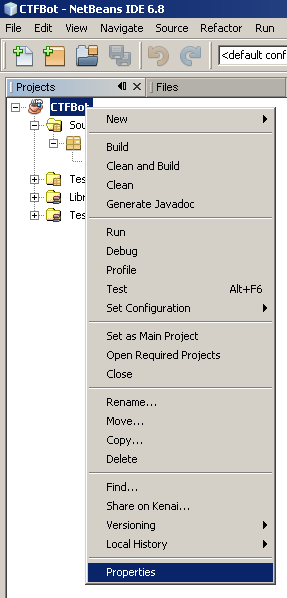 CTFBot - NetBeans IDE 6.8
File Edit View Navigate Source Refactor Run
<default conf
Projects Files
CTFBot
New
Sou
Build
Clean and Build
Tes
Clean
Libr
Generate Javadoc
Tes
Run
Debug
Profile
Test Alt+F6
Set Configuration
Set as Main Project
Open Required Projects
Close
Rename...
Move...
Copy...
Delete
Find...
Share on Kenai...
Versioning
Local History
Properties